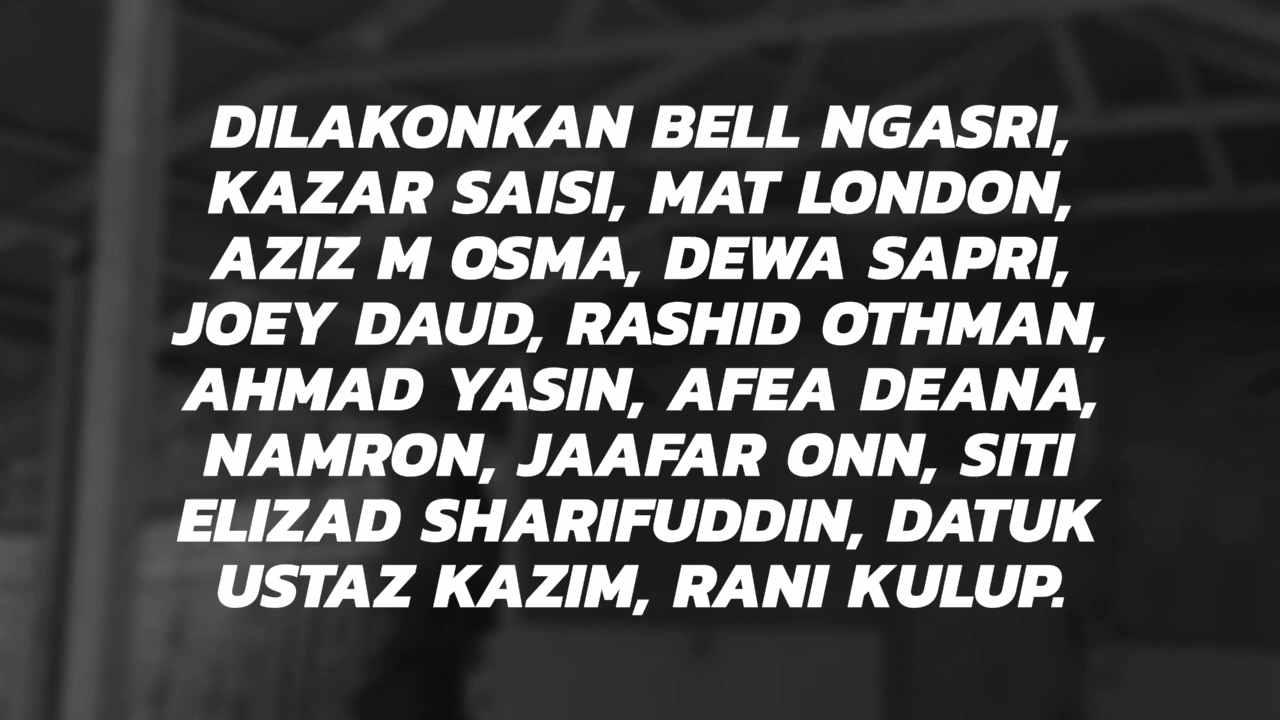 DILAKONKAN BELL NGASRI,
KAZAR SAISI, MAT LONDON,
AZIZ M OSMA, DEWA SAPRI,
JOEY DAUD, RASHID OTHMAN,
AHMAD YASIN, AFEA DEANA,
NAMRON, JAAFAR ONN, SITI
ELIZAD SHARIFUDDIN, DATUK
USTAZ KAZIM, RANI KULUP.